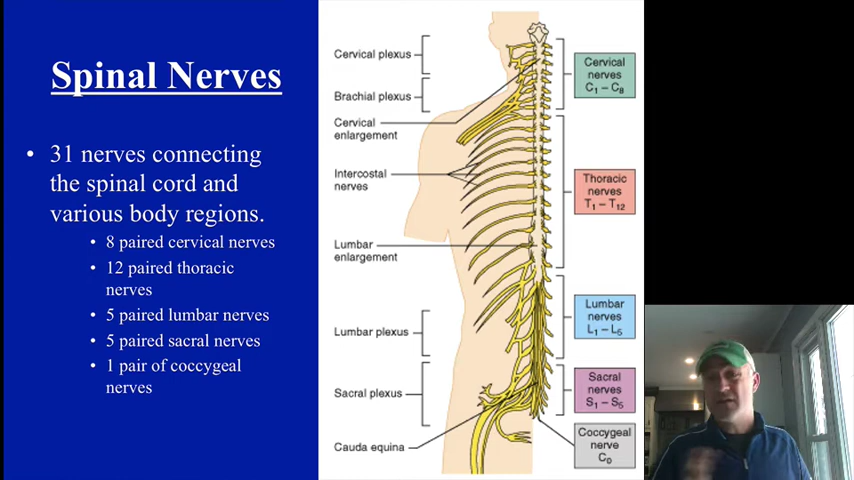 Spinal Nerves
• 31 nerves connecting
the spinal cord and
various body regions.
• 8 paired cervical nerves
• 12 paired thoracic
nerves
• 5 paired lumbar nerves
• 5 paired sacral nerves
• 1 pair of coccygeal
nerves
Cervical plexus
Brachial plexus
Cervical
enlargement
Intercostal
nerves
Lumbar
enlargement
Lumbar plexus
Sacral plexus
Cauda equina
Cervical
nerves
C₁ – C₈
Thoracic
nerves
T₁ – T₁₂
Lumbar
nerves
L₁ – L₅
Sacral
nerves
S₁ – S₅
Coccygeal
nerve
C₀